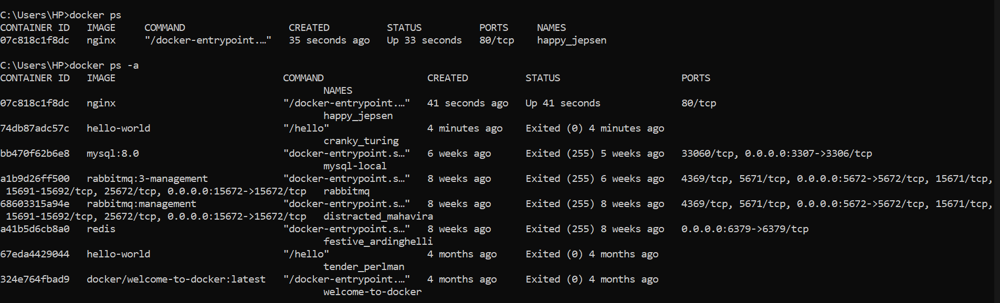 C:\Users\HP>docker ps
CONTAINER ID   IMAGE     COMMAND                  CREATED          STATUS          PORTS     NAMES
07c818c1f8dc   nginx     "/docker-entrypoint.…"   35 seconds ago   Up 33 seconds   80/tcp    happy_jepsen
C:\Users\HP>docker ps -a
CONTAINER ID   IMAGE                             COMMAND                  CREATED          STATUS                     PORTS
                                                        NAMES
07c818c1f8dc   nginx                             "/docker-entrypoint.…"   41 seconds ago   Up 41 seconds              80/tcp
                                                        happy_jepsen
74db87adc57c   hello-world                       "/hello"                 4 minutes ago    Exited (0) 4 minutes ago
                                                        cranky_turing
bb470f62b6e8   mysql:8.0                         "docker-entrypoint.s…"   6 weeks ago      Exited (255) 5 weeks ago   33060/tcp, 0.0.0.0:3307->3306/tcp
                                                        mysql-local
a1b9d26ff500   rabbitmq:3-management             "docker-entrypoint.s…"   8 weeks ago      Exited (255) 6 weeks ago   4369/tcp, 5671/tcp, 0.0.0.0:5672->5672/tcp, 15671/tcp,
 15691-15692/tcp, 25672/tcp, 0.0.0.0:15672->15672/tcp   rabbitmq
68603315a94e   rabbitmq:management               "docker-entrypoint.s…"   8 weeks ago      Exited (255) 8 weeks ago   4369/tcp, 5671/tcp, 0.0.0.0:5672->5672/tcp, 15671/tcp,
 15691-15692/tcp, 25672/tcp, 0.0.0.0:15672->15672/tcp   distracted_mahavira
a41b5d6cb8a0   redis                             "docker-entrypoint.s…"   8 weeks ago      Exited (255) 8 weeks ago   0.0.0.0:6379->6379/tcp
                                                        festive_ardinghelli
67eda4429044   hello-world                       "/hello"                 4 months ago     Exited (0) 4 months ago
                                                        tender_perlman
324e764fbad9   docker/welcome-to-docker:latest   "/docker-entrypoint.…"   4 months ago     Exited (0) 4 months ago
                                                        welcome-to-docker